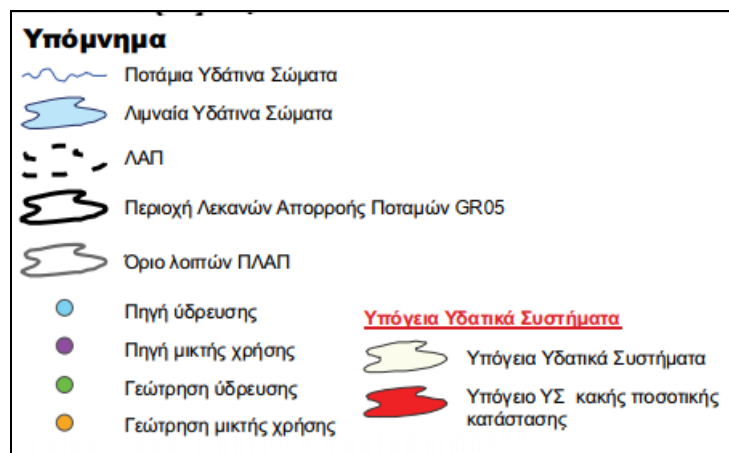 Υπόμνημα
Ποτάμια Υδάτινα Σώματα
Λιμναία Υδάτινα Σώματα
ΛΑΠ
Περιοχή Λεκανών Απορροής Ποταμών GR05
Όριο λοιπών ΠΛΑΠ
Πηγή ύδρευσης
Πηγή μικτής χρήσης
Γεώτρηση ύδρευσης
Γεώτρηση μικτής χρήσης
Υπόγεια Υδατικά Συστήματα
Υπόγεια Υδατικά Συστήματα
Υπόγειο ΥΣ κακής ποσοτικής
κατάστασης